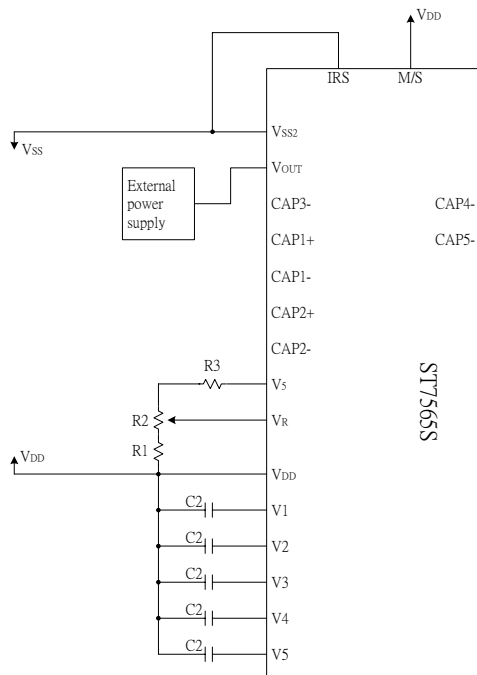 VDD
IRS M/S
VSS2
VSS
VOUT
External
power
supply
CAP3- CAP4-
CAP1+ CAP5-
CAP1-
CAP2+
CAP2-
ST7565S
R3
V5
R2
VR
R1
VDD
VDD
C2
V1
C2
V2
C2
V3
C2
V4
C2
V5